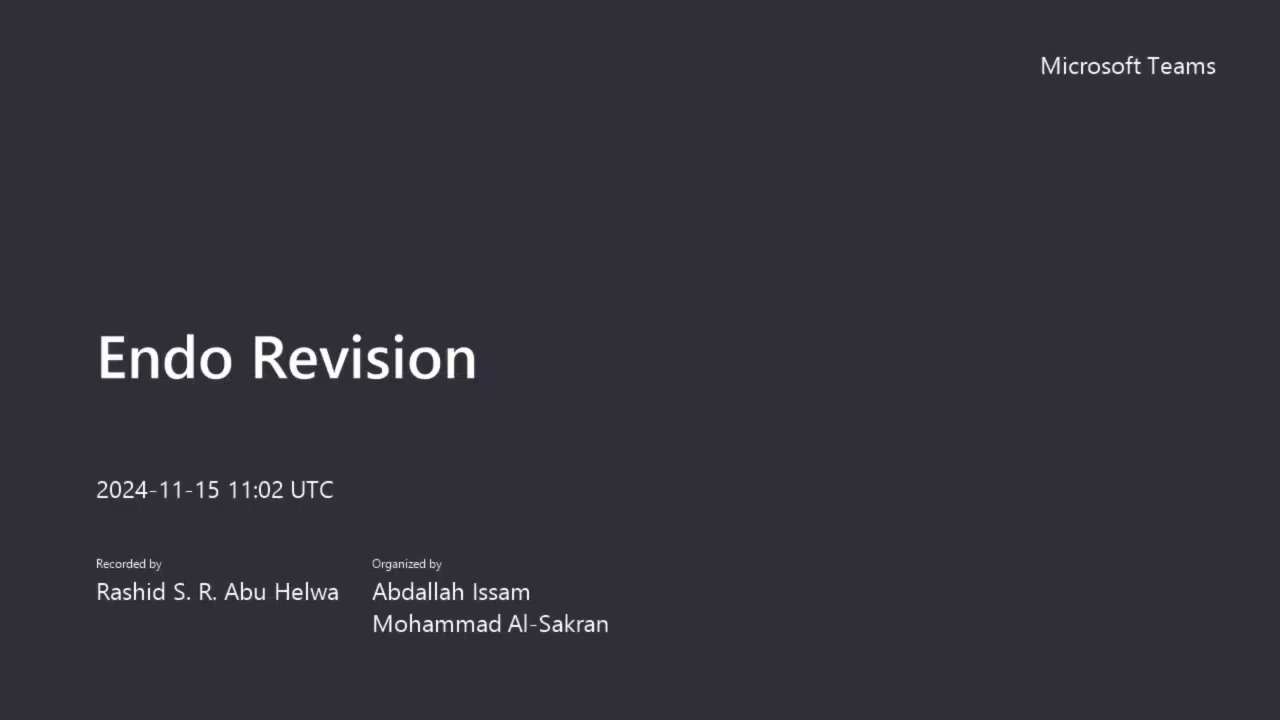 Microsoft Teams
Endo Revision
2024-11-15 11:02 UTC
Recorded by
Rashid S. R. Abu Helwa
Organized by
Abdallah Issam
Mohammad Al-Sakran